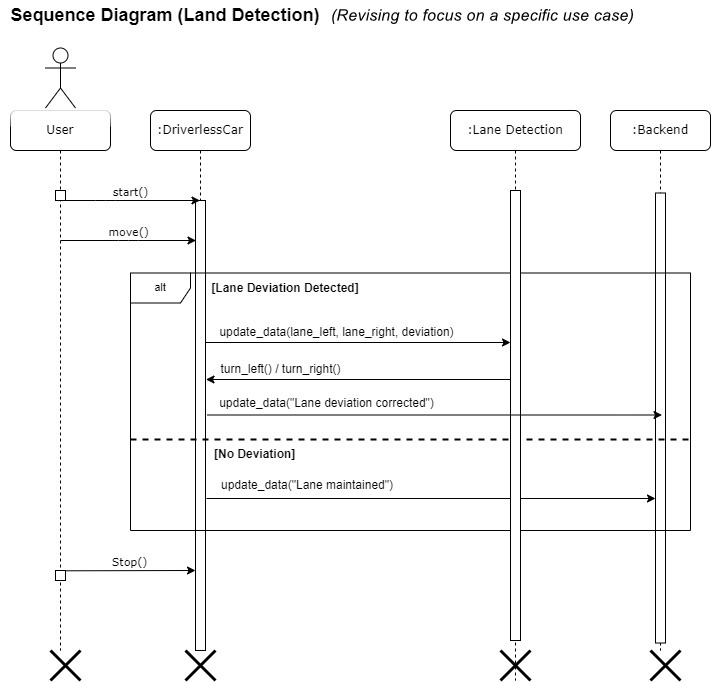 Sequence Diagram (Land Detection) (Revising to focus on a specific use case)
User
:DriverlessCar
:Lane Detection
:Backend
start()
move()
alt
[Lane Deviation Detected]
update_data(lane_left, lane_right, deviation)
turn_left() / turn_right()
update_data("Lane deviation corrected")
[No Deviation]
update_data("Lane maintained")
Stop()